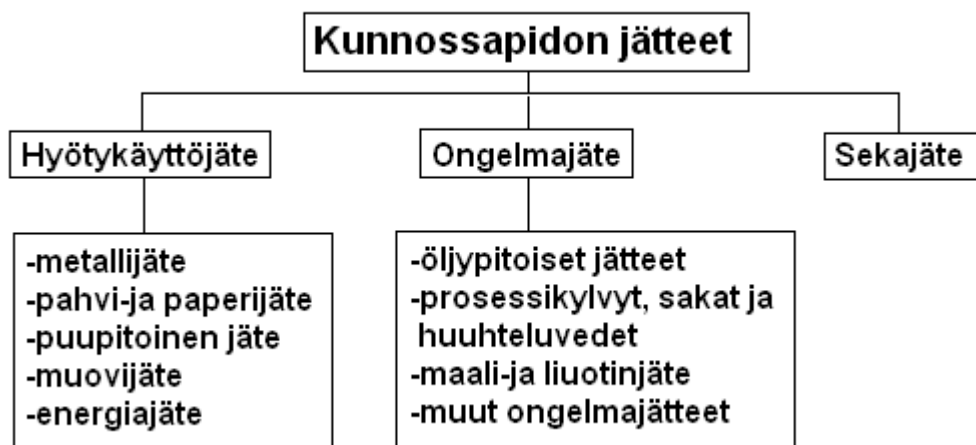 Kunnossapidon jätteet
Hyötykäyttöjäte
Ongelmajäte
Sekajäte
-metallijäte
-pahvi-ja paperijäte
-puupitoinen jäte
-muovijäte
-energiajäte
-öljypitoiset jätteet
-prosessikylvyt, sakat ja
huuhteluvedet
-maali-ja liuotinjäte
-muut ongelmajätteet